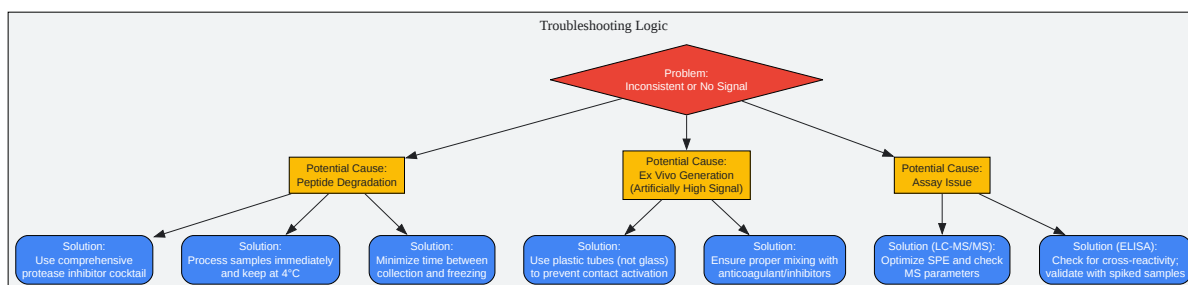 Troubleshooting Logic
Problem:
Inconsistent or No Signal
Potential Cause:
Peptide Degradation
Potential Cause:
Ex Vivo Generation
(Artificially High Signal)
Potential Cause:
Assay Issue
Solution:
Use comprehensive
protease inhibitor cocktail
Solution:
Process samples immediately
and keep at 4°C
Solution:
Minimize time between
collection and freezing
Solution:
Use plastic tubes (not glass)
to prevent contact activation
Solution:
Ensure proper mixing with
anticoagulant/inhibitors
Solution (LC-MS/MS):
Optimize SPE and check
MS parameters
Solution (ELISA):
Check for cross-reactivity;
validate with spiked samples